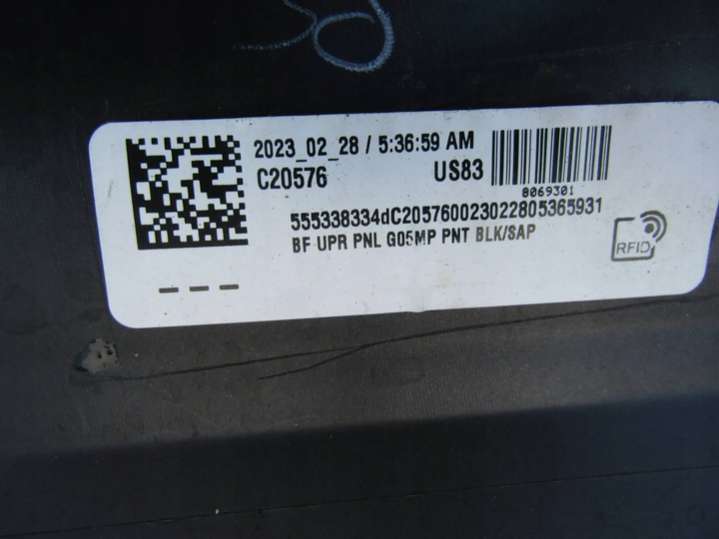 2023_02_28 / 5:36:59 AM
C20576 US83
8069301
555338334dC205760023022805365931
BF UPR PNL G05MP PNT BLK/SAP
RFID
---